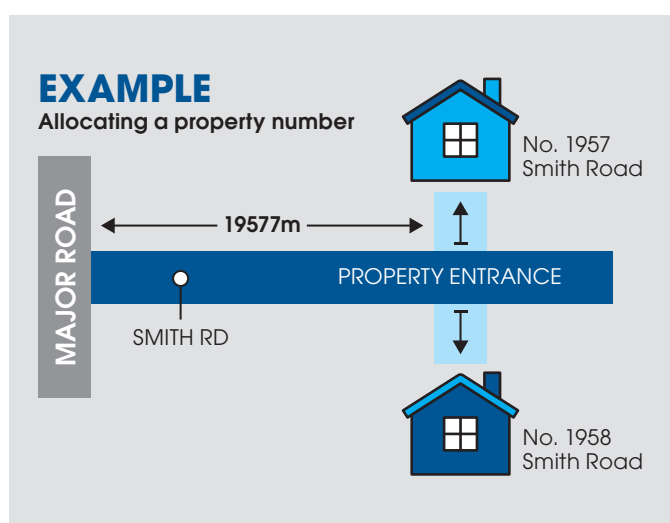 EXAMPLE
Allocating a property number
No. 1957
Smith Road
MAJOR ROAD
19577m
PROPERTY ENTRANCE
SMITH RD
No. 1958
Smith Road